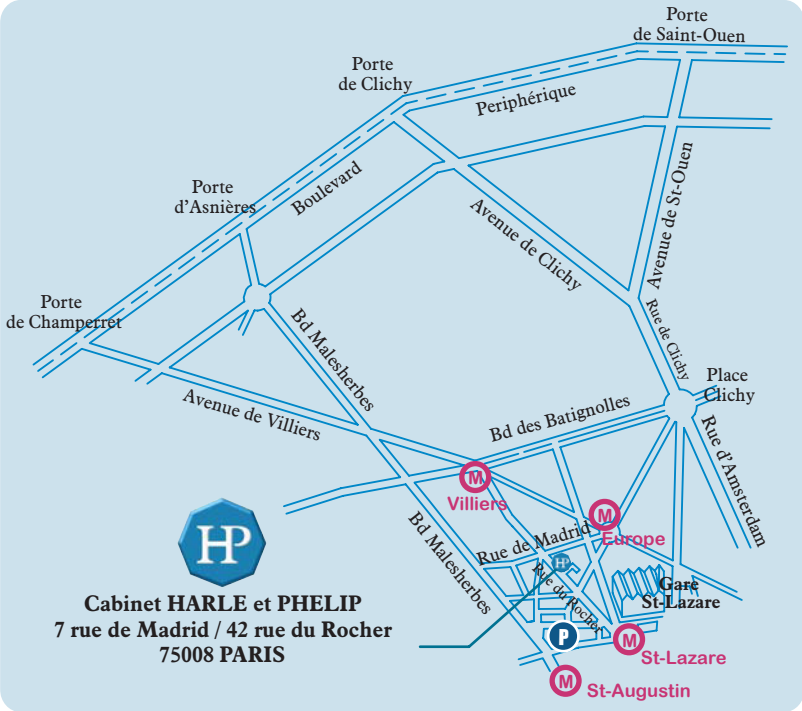 Porte
de Saint-Ouen
Porte
de Clichy
Periphérique
Porte
d'Asnières
Boulevard
Avenue de Clichy
Avenue de St-Ouen
Porte
de Champerret
Bd Malesherbes
Rue de Clichy
Place
Clichy
Avenue de Villiers
Bd des Batignolles
Rue d'Amsterdam
M
Villiers
M
Europe
Bd Malesherbes
Rue de Madrid
HP
HP
Rue du Rocher
Gare
St-Lazare
Cabinet HARLE et PHELIP
7 rue de Madrid / 42 rue du Rocher
75008 PARIS
P
M
St-Lazare
M
St-Augustin